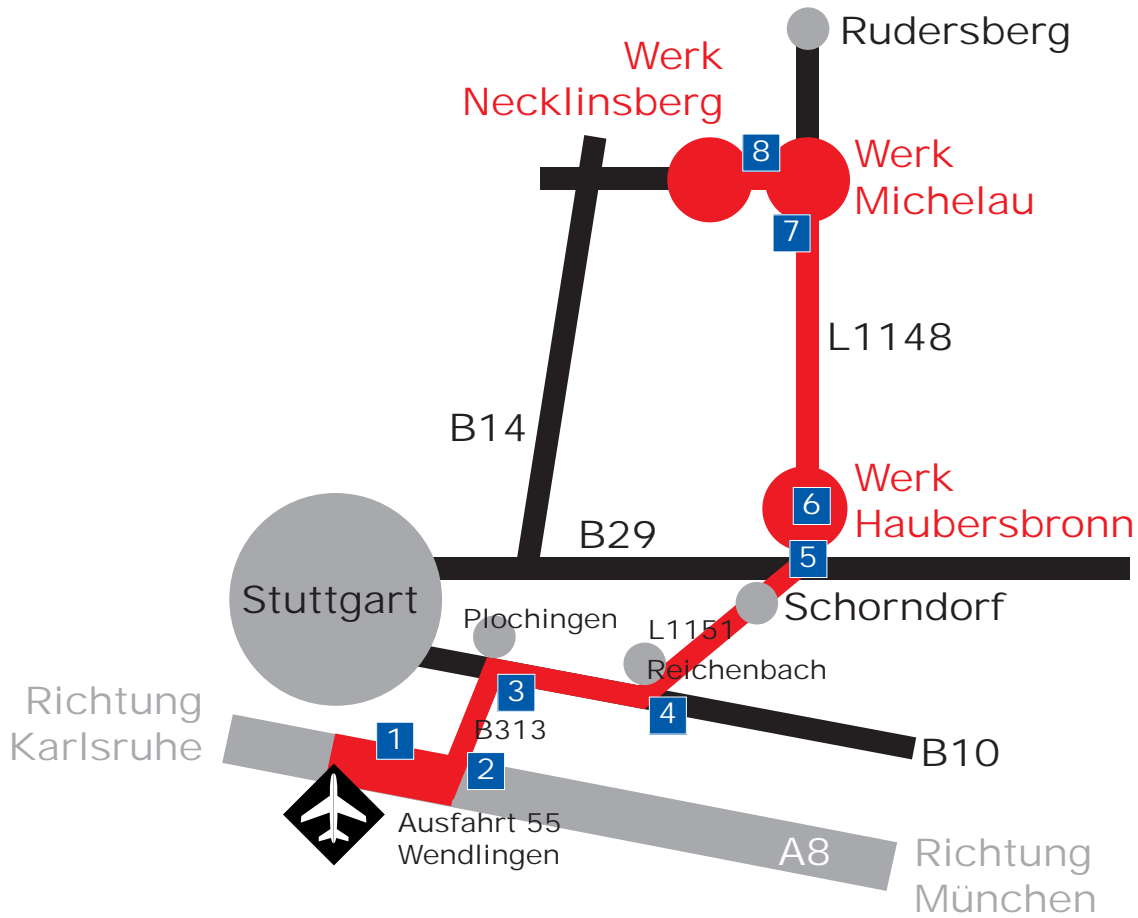 Rudersberg
Werk
Necklinsberg
8
Werk
Michelau
7
L1148
B14
Werk
Haubersbronn
6
B29
5
Stuttgart
Schorndorf
Plochingen
L1151
Reichenbach
3
4
Richtung
Karlsruhe
1
B313
2
B10
Ausfahrt 55
Wendlingen
A8
Richtung
München